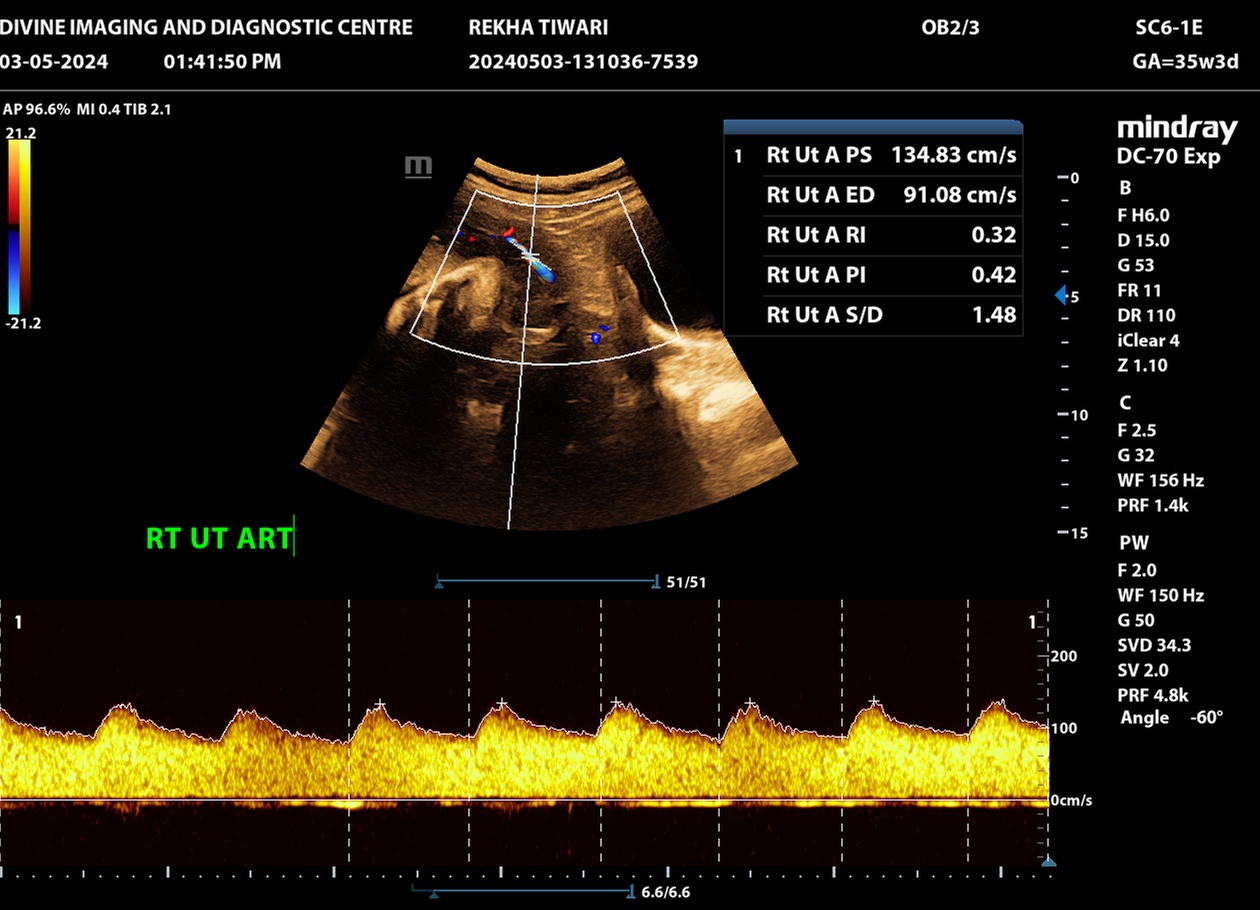 DIVINE IMAGING AND DIAGNOSTIC CENTRE REKHA TIWARI OB2/3 SC6-1E
03-05-2024 01:41:50 PM 20240503-131036-7539 GA=35w3d
AP 96.6% MI 0.4 TIB 2.1
21.2
-21.2
m
1 Rt Ut A PS 134.83 cm/s
Rt Ut A ED 91.08 cm/s
Rt Ut A RI 0.32
Rt Ut A PI 0.42
Rt Ut A S/D 1.48
0
5
10
15
mindray
DC-70 Exp
B
F H6.0
D 15.0
G 53
FR 11
DR 110
iClear 4
Z 1.10
C
F 2.5
G 32
WF 156 Hz
PRF 1.4k
PW
F 2.0
WF 150 Hz
G 50
SVD 34.3
SV 2.0
PRF 4.8k
Angle -60°
RT UT ART
51/51
1 1
200
100
0cm/s
6.6/6.6